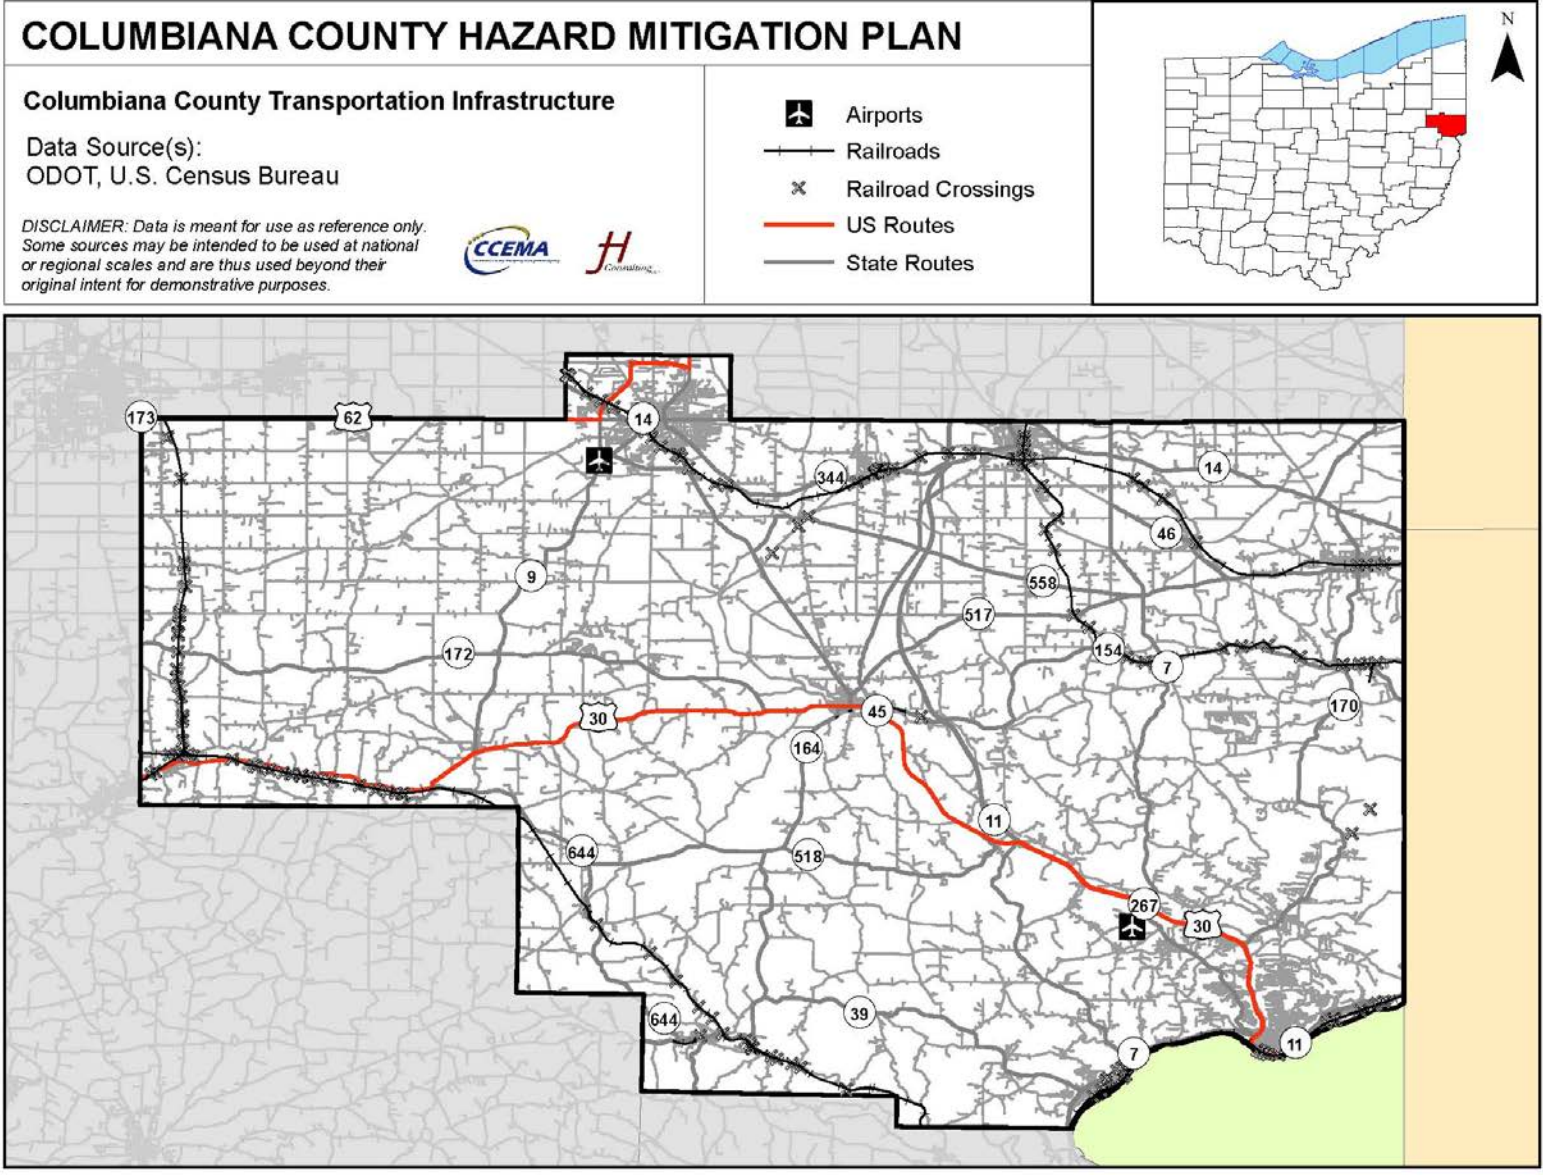 COLUMBIANA COUNTY HAZARD MITIGATION PLAN
Columbiana County Transportation Infrastructure
Data Source(s):
ODOT, U.S. Census Bureau
DISCLAIMER: Data is meant for use as reference only.
Some sources may be intended to be used at national
or regional scales and are thus used beyond their
original intent for demonstrative purposes.
CCEMA
JH
Consulting
Airports
Railroads
Railroad Crossings
US Routes
State Routes
N
173
62
14
344
14
46
9
558
517
172
154
7
30
45
170
164
11
644
518
267
30
644
39
7
11